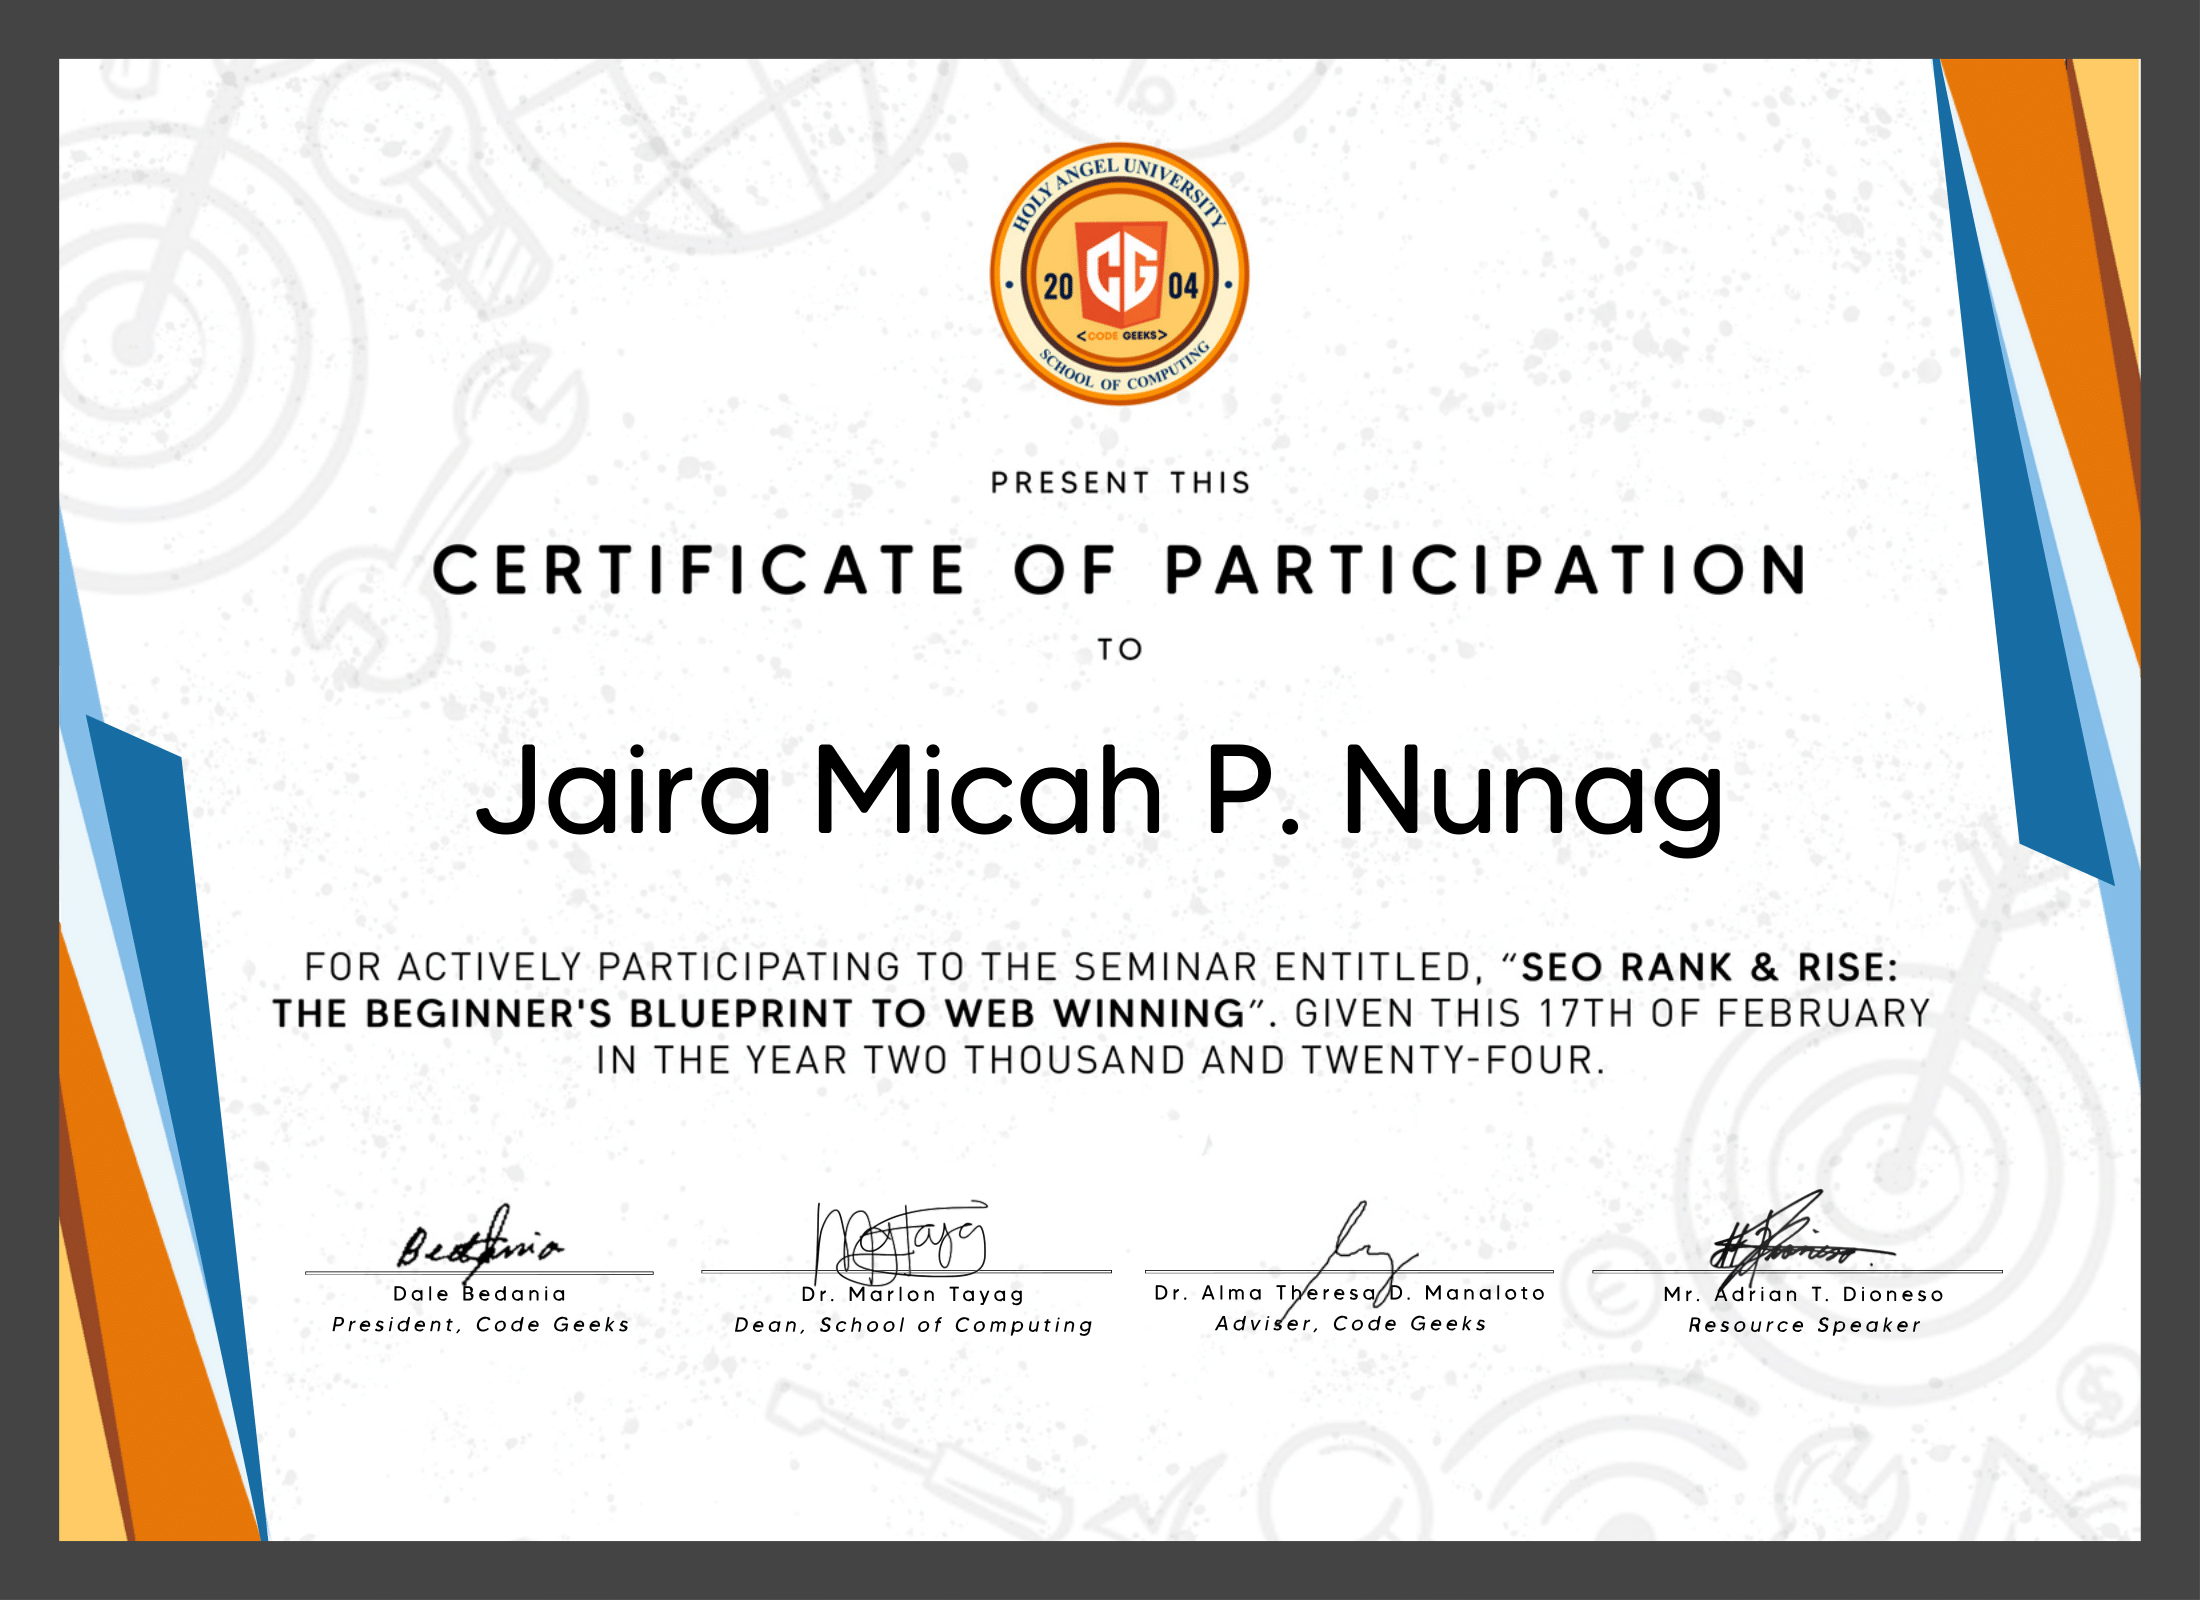 HOLY ANGEL UNIVERSITY
20 CG 04
<CODE GEEKS>
SCHOOL OF COMPUTING
PRESENT THIS
CERTIFICATE OF PARTICIPATION
TO
Jaira Micah P. Nunag
FOR ACTIVELY PARTICIPATING TO THE SEMINAR ENTITLED, “SEO RANK & RISE:
THE BEGINNER'S BLUEPRINT TO WEB WINNING”. GIVEN THIS 17TH OF FEBRUARY
IN THE YEAR TWO THOUSAND AND TWENTY-FOUR.
Bedania
Dale Bedania
President, Code Geeks
Dr. Marlon Tayag
Dean, School of Computing
Dr. Alma Theresa D. Manaloto
Adviser, Code Geeks
Mr. Adrian T. Dioneso
Resource Speaker